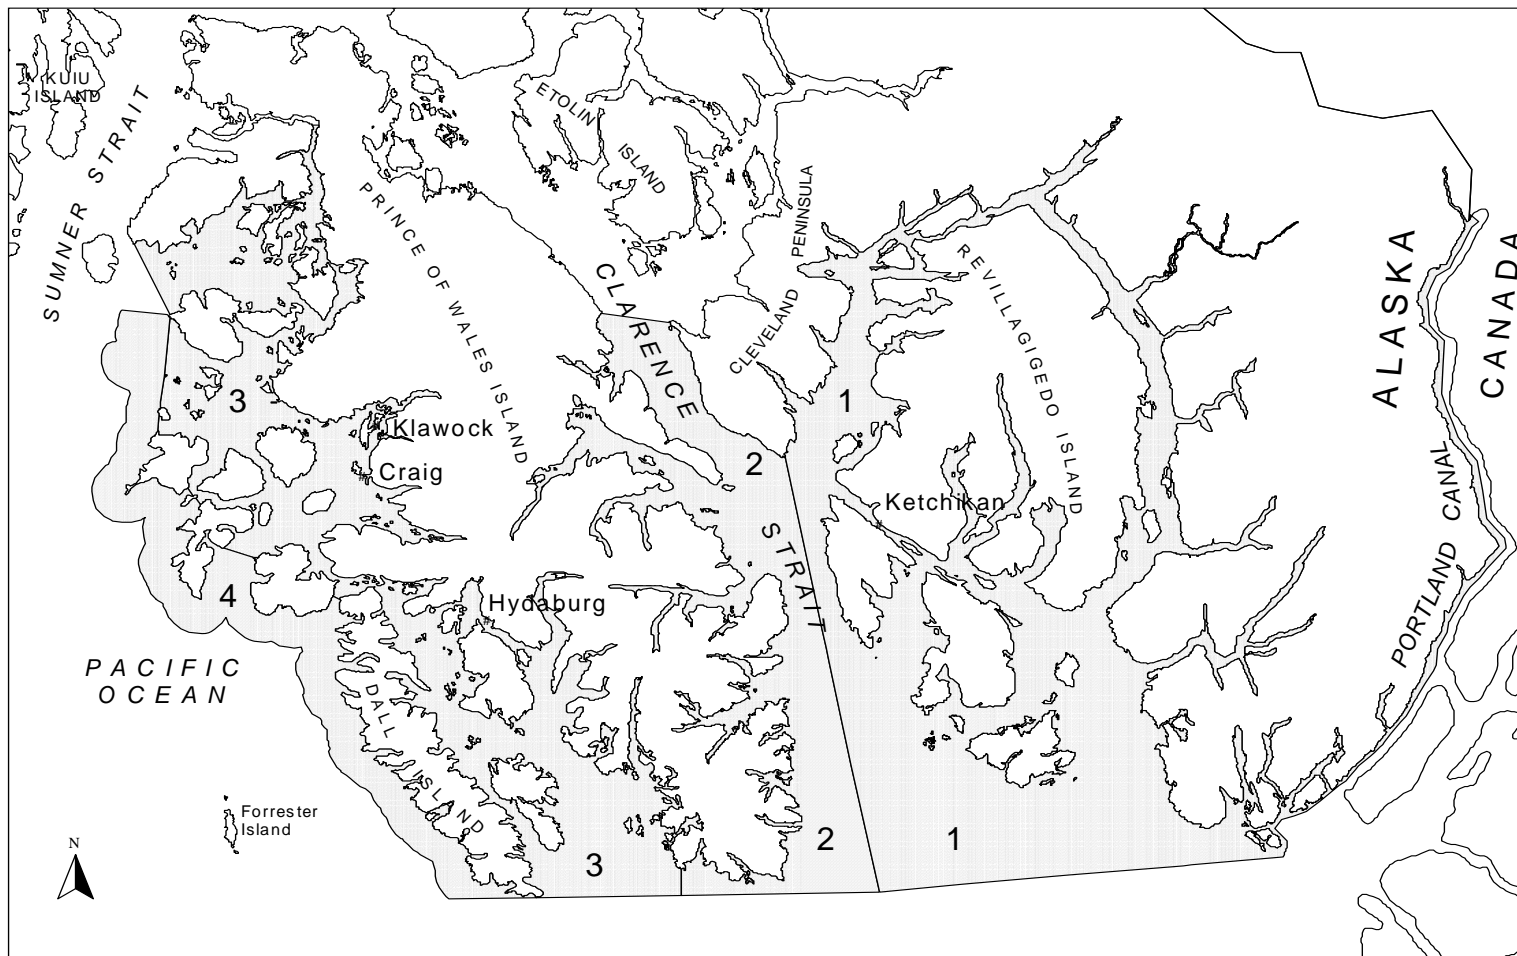 KUIU
ISLAND
SUMNER STRAIT
ETOLIN
ISLAND
PRINCE OF WALES ISLAND
CLARENCE
STRAIT
CLEVELAND PENINSULA
REVILLAGIGEDO ISLAND
ALASKA
CANADA
PORTLAND CANAL
1
3
Klawock
2
Craig
Ketchikan
4
Hydaburg
PACIFIC
OCEAN
DALL ISLAND
Forrester
Island
N
3
2
1